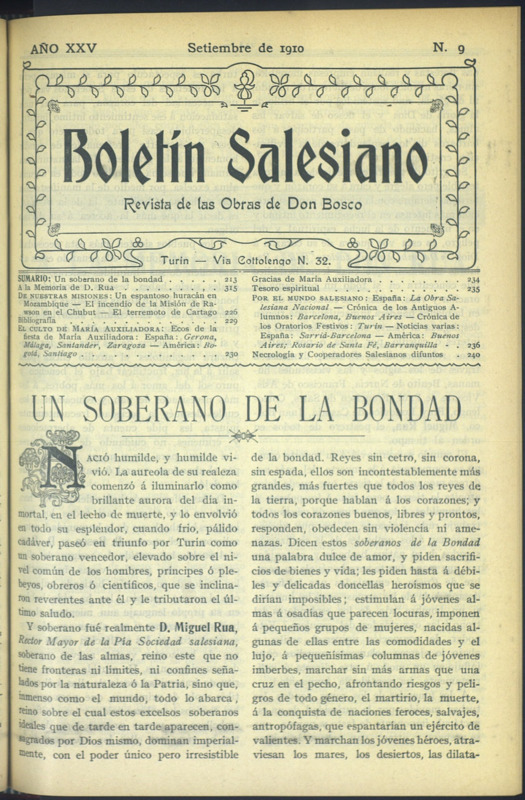 AÑO XXV Setiembre de 1910 N. 9
Boletín Salesiano
Revista de las Obras de Don Bosco
Turín — Via Cottolengo N. 32.
SUMARIO: Un soberano de la bondad . . . . . 213
A la Memoria de D. Rua . . . . . 315
DE NUESTRAS MISIONES: Un espantoso huracán en
Mozambique — El incendio de la Misión de Ra-
wson en el Chubut — El terremoto de Cartago 226
Bibliografía . . . . . 229
EL CULTO DE MARÍA AUXILIADORA: Ecos de la
fiesta de María Auxiliadora: España: Gerona,
Málaga, Santander, Zaragoza — América: Bo-
gotá, Santiago . . . . . 230
Gracias de María Auxiliadora . . . . . 234
Tesoro espiritual . . . . . 235
POR EL MUNDO SALESIANO: España: La Obra Sa-
lesiana Nacional — Crónica de los Antiguos A-
lumnos: Barcelona, Buenos Aires — Crónica de
los Oratorios Festivos: Turín — Noticias varias:
España: Sarriá-Barcelona — América: Buenos
Aires; Rosario de Santa Fé, Barranquilla . . 236
Necrología y Cooperadores Salesianos difuntos . 240
UN SOBERANO DE LA BONDAD
NACIÓ humilde, y humilde vi-
vió. La aureola de su realeza
comenzó á iluminarlo como
brillante aurora del día in-
mortal, en el lecho de muerte, y lo envolvió
en todo su esplendor, cuando frío, pálido
cadáver, paseó en triunfo por Turin como
un soberano vencedor, elevado sobre el ni-
vel común de los hombres, príncipes ó ple-
beyos, obreros ó científicos, que se inclina-
ron reverentes ante él y le tributaron el úl-
timo saludo.
Y soberano fué realmente D. Miguel Rua,
Rector Mayor de la Pia Sociedad salesiana,
soberano de las almas, reino este que no
tiene fronteras ni límites, ni confines seña-
lados por la naturaleza ó la Patria, sino que,
inmenso como el mundo, todo lo abarca,
reino sobre el cual estos excelsos soberanos
ideales que de tarde en tarde aparecen, con-
sagrados por Dios mismo, dominan imperial-
mente, con el poder único pero irresistible
de la bondad. Reyes sin cetro, sin corona,
sin espada, ellos son incontestablemente más
grandes, más fuertes que todos los reyes de
la tierra, porque hablan á los corazones; y
todos los corazones buenos, libres y prontos,
responden, obedecen sin violencia ni ame-
nazas. Dicen estos soberanos de la Bondad
una palabra dulce de amor, y piden sacrifi-
cios de bienes y vida; les piden hasta á débi-
les y delicadas doncellas heroísmos que se
dirían imposibles; estimulan á jóvenes al-
mas á osadías que parecen locuras, imponen
á pequeños grupos de mujeres, nacidas al-
gunas de ellas entre las comodidades y el
lujo, á pequeñísimas columnas de jóvenes
imberbes, marchar sin más armas que una
cruz en el pecho, afrontando riesgos y peli-
gros de todo género, el martirio, la muerte,
á la conquista de naciones feroces, salvajes,
antropófagas, que espantarían un ejército de
valientes. Y marchan los jóvenes héroes, atra-
viesan los mares, los desiertos, las dilata-